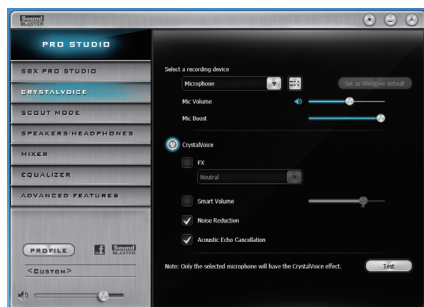 Sound
BLASTER
PRO STUDIO
SBX PRO STUDIO
CRYSTALVOICE
SCOUT MODE
SPEAKERS/HEADPHONES
MIXER
EQUALIZER
ADVANCED FEATURES
PROFILE
f
Sound
BLASTER
<Custom>
Select a recording device
Microphone
Set as Windows default
Mic Volume
Mic Boost
CrystalVoice
FX
Neutral
Smart Volume
Noise Reduction
Acoustic Echo Cancellation
Note: Only the selected microphone will have the CrystalVoice effect.
Test